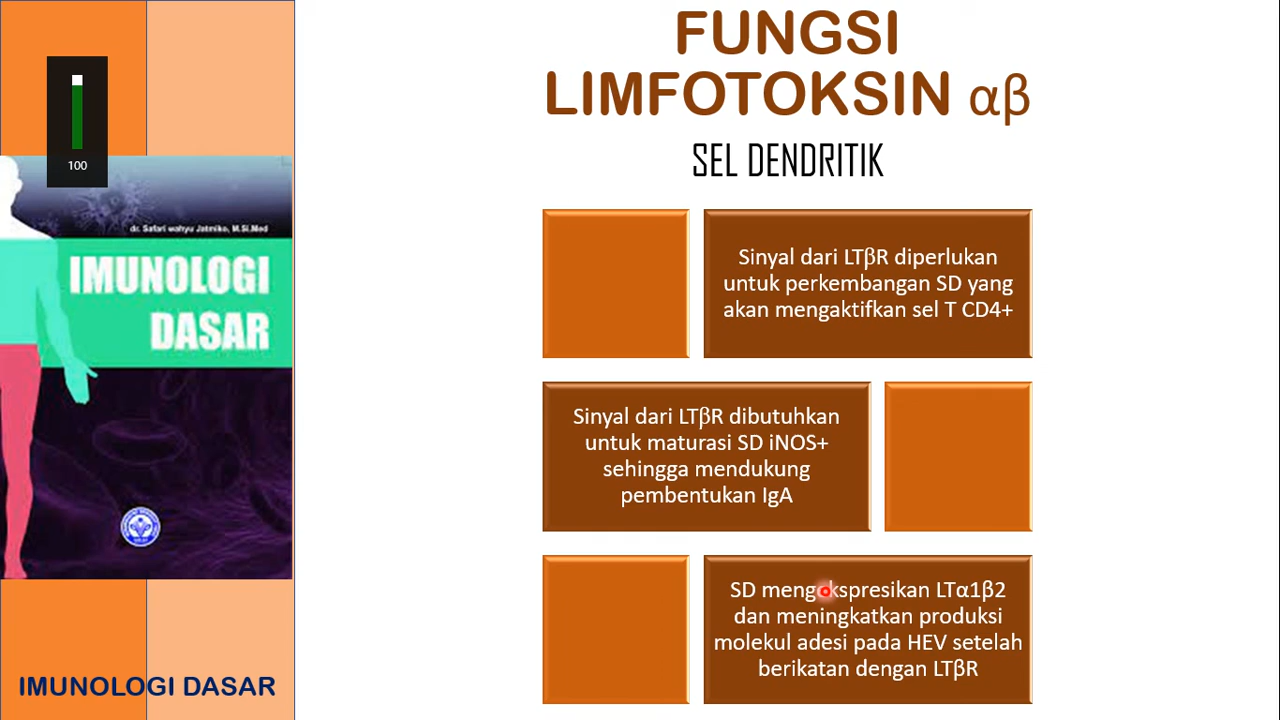 FUNGSI
LIMFOTOKSIN αβ
SEL DENDRITIK
100
dr. Safari wahyu Jatmiko, M.Si.Med
IMUNOLOGI
DASAR
Sinyal dari LTβR diperlukan
untuk perkembangan SD yang
akan mengaktifkan sel T CD4+
Sinyal dari LTβR dibutuhkan
untuk maturasi SD iNOS+
sehingga mendukung
pembentukan IgA
SD mengekspresikan LTα1β2
dan meningkatkan produksi
molekul adesi pada HEV setelah
berikatan dengan LTβR
IMUNOLOGI DASAR